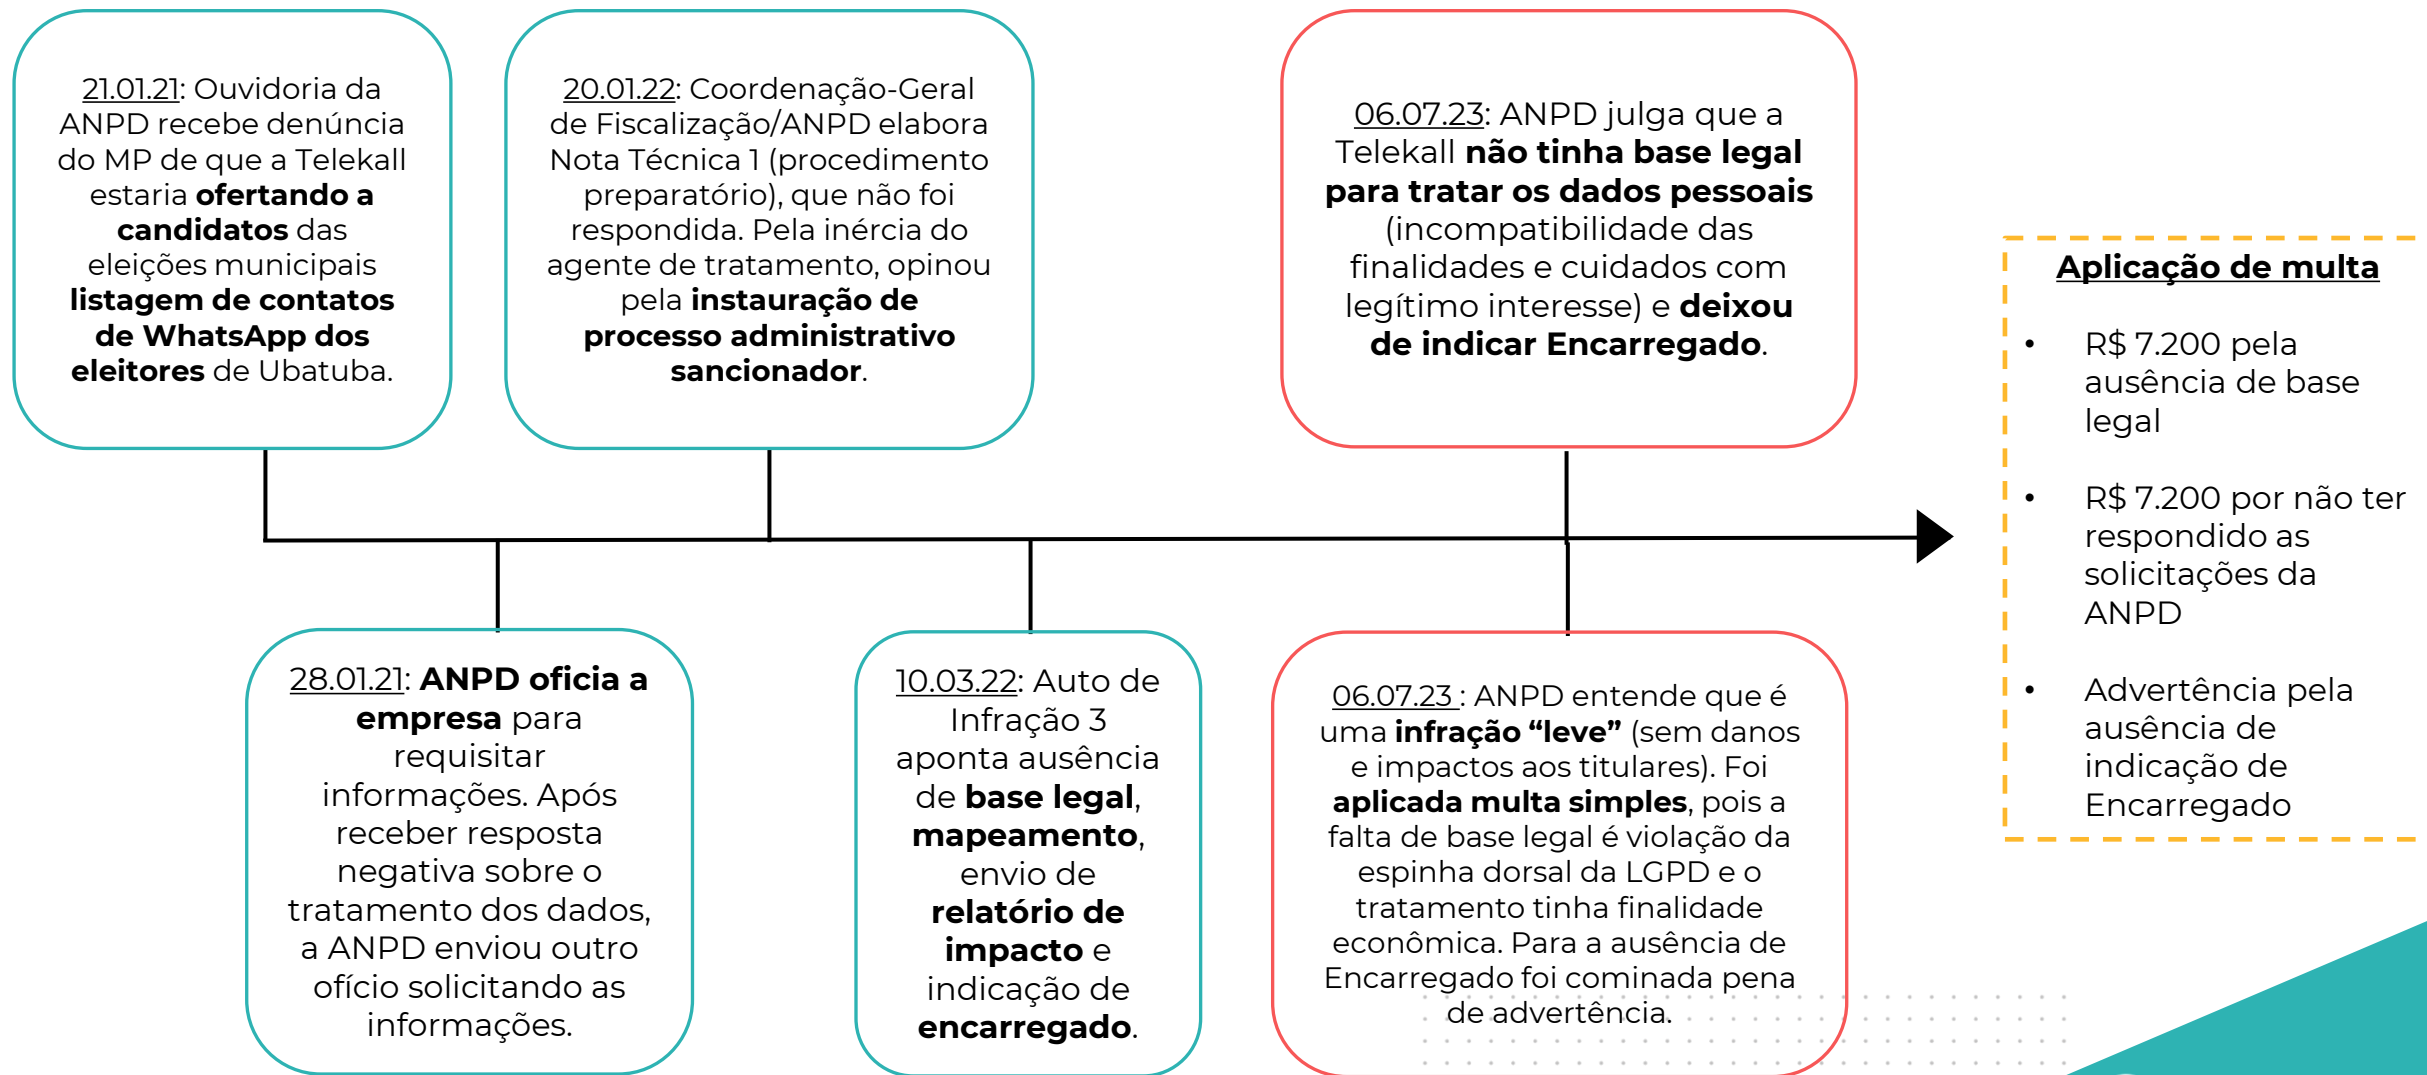 21.01.21: Ouvidoria da
ANPD recebe denúncia
do MP de que a Telekall
estaria ofertando a
candidatos das
eleições municipais
listagem de contatos
de WhatsApp dos
eleitores de Ubatuba.
28.01.21: ANPD oficia a
empresa para
requisitar
informações. Após
receber resposta
negativa sobre o
tratamento dos dados,
a ANPD enviou outro
ofício solicitando as
informações.
20.01.22: Coordenação-Geral
de Fiscalização/ANPD elabora
Nota Técnica 1 (procedimento
preparatório), que não foi
respondida. Pela inércia do
agente de tratamento, opinou
pela instauração de
processo administrativo
sancionador.
10.03.22: Auto de
Infração 3
aponta ausência
de base legal,
mapeamento,
envio de
relatório de
impacto e
indicação de
encarregado.
06.07.23: ANPD julga que a
Telekall não tinha base legal
para tratar os dados pessoais
(incompatibilidade das
finalidades e cuidados com
legítimo interesse) e deixou
de indicar Encarregado.
06.07.23 : ANPD entende que é
uma infração “leve” (sem danos
e impactos aos titulares). Foi
aplicada multa simples, pois a
falta de base legal é violação da
espinha dorsal da LGPD e o
tratamento tinha finalidade
econômica. Para a ausência de
Encarregado foi cominada pena
de advertência.
Aplicação de multa
• R$ 7.200 pela
ausência de base
legal
• R$ 7.200 por não ter
respondido as
solicitações da
ANPD
• Advertência pela
ausência de
indicação de
Encarregado